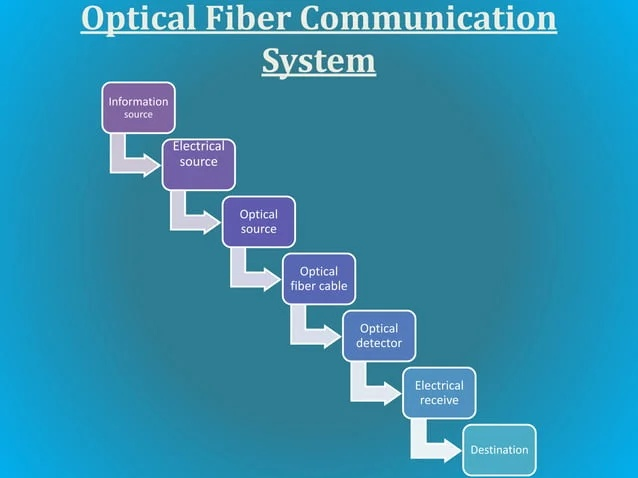 Optical Fiber Communication
System
Information
source
Electrical
source
Optical
source
Optical
fiber cable
Optical
detector
Electrical
receive
Destination